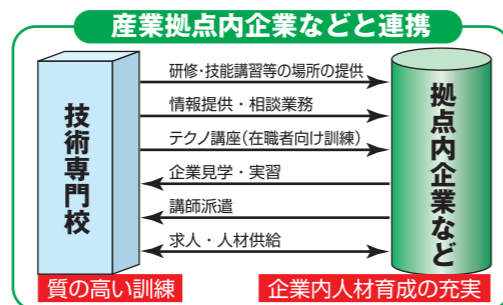 産業拠点内企業などと連携
技術専門校
研修・技能講習等の場所の提供
情報提供・相談業務
テクノ講座(在職者向け訓練)
企業見学・実習
講師派遣
求人・人材供給
拠点内企業など
質の高い訓練
企業内人材育成の充実